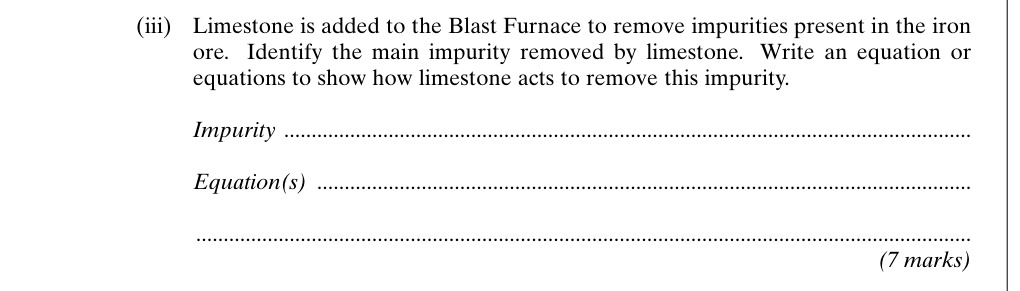 (iii) Limestone is added to the Blast Furnace to remove impurities present in the iron
ore. Identify the main impurity removed by limestone. Write an equation or
equations to show how limestone acts to remove this impurity.
Impurity ....................................................................................................
Equation(s) ....................................................................................................
....................................................................................................
(7 marks)